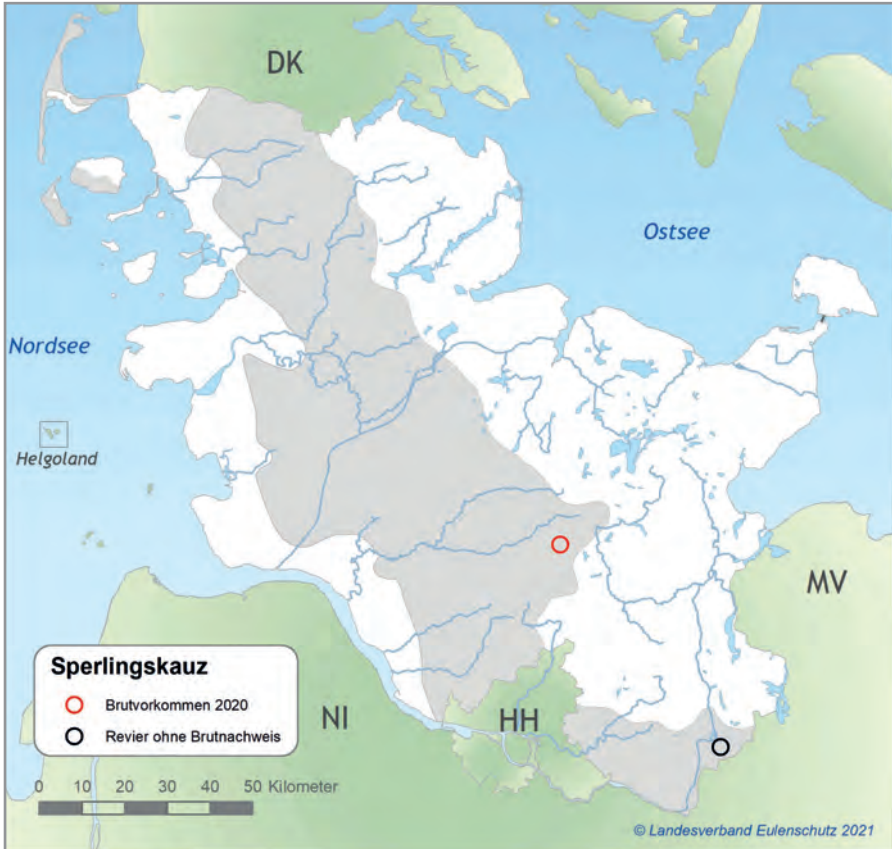 DK
Ostsee
Nordsee
Helgoland
MV
Sperlingskauz
Brutvorkommen 2020
Revier ohne Brutnachweis
NI
HH
0 10 20 30 40 50 Kilometer
© Landesverband Eulenschutz 2021